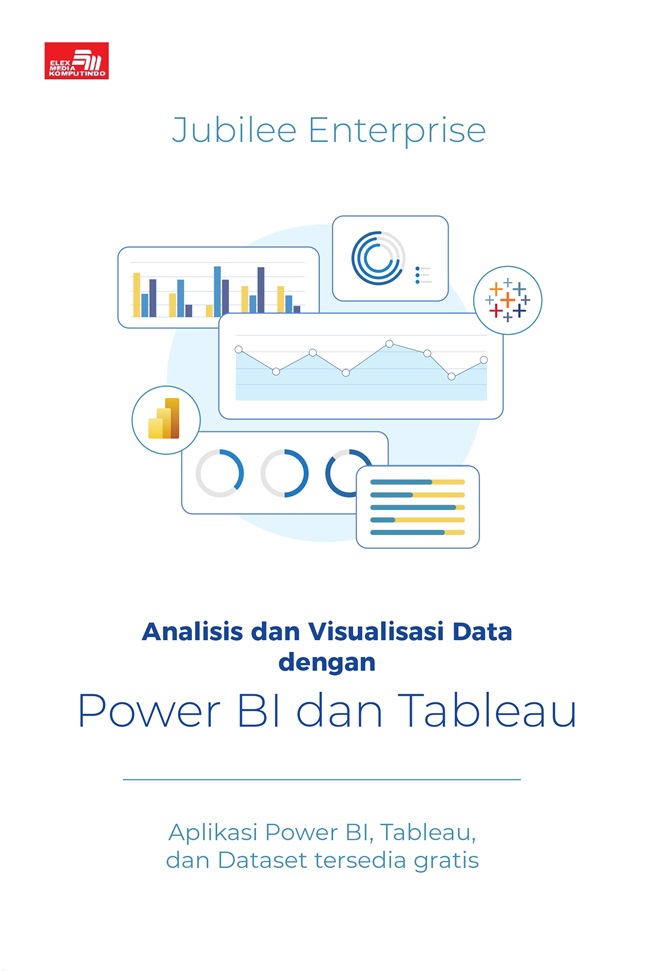 ELEX
MEDIA
KOMPUTINDO
Jubilee Enterprise
Analisis dan Visualisasi Data
dengan
Power BI dan Tableau
Aplikasi Power BI, Tableau,
dan Dataset tersedia gratis